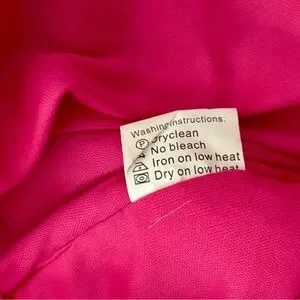 Washing instructions:
Dryclean
No bleach
Iron on low heat
Dry on low heat